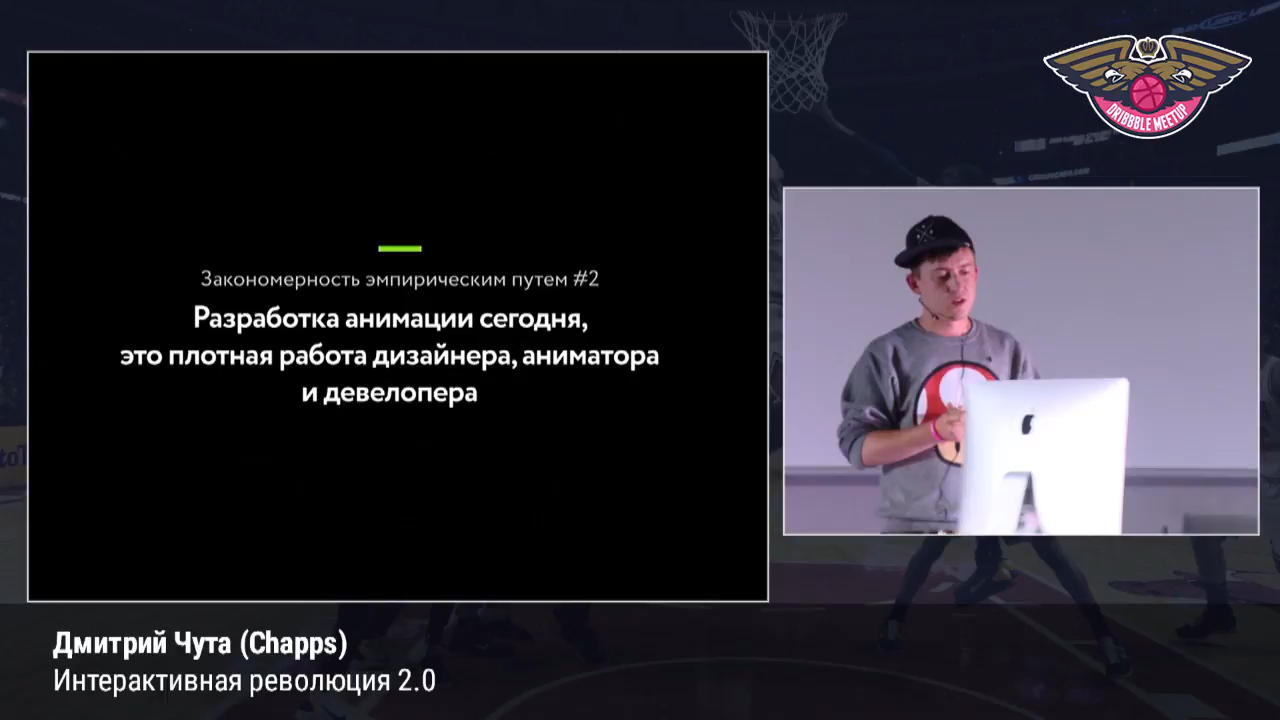 Закономерность эмпирическим путем #2
Разработка анимации сегодня,
это плотная работа дизайнера, аниматора
и девелопера
DRIBBBLE MEETUP
Дмитрий Чута (Chapps)
Интерактивная революция 2.0